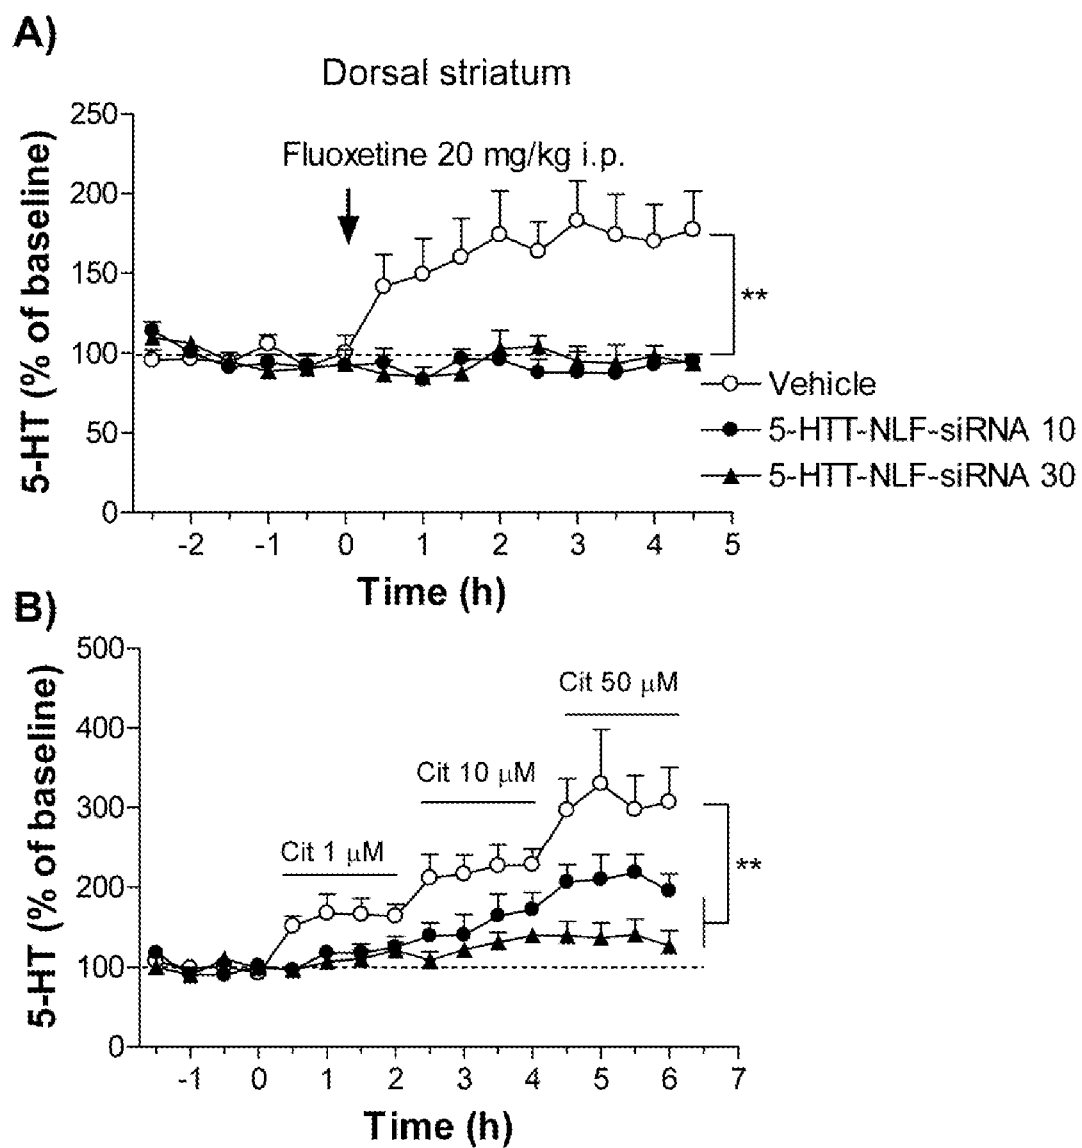 A)
Dorsal striatum
250
Fluoxetine 20 mg/kg i.p.
200
150
**
100
50
0
5-HT (% of baseline)
Vehicle
5-HTT-NLF-siRNA 10
5-HTT-NLF-siRNA 30
-2 -1 0 1 2 3 4 5
Time (h)
B)
500
Cit 50 μM
400
Cit 10 μM
300
Cit 1 μM
**
200
100
0
5-HT (% of baseline)
-1 0 1 2 3 4 5 6 7
Time (h)